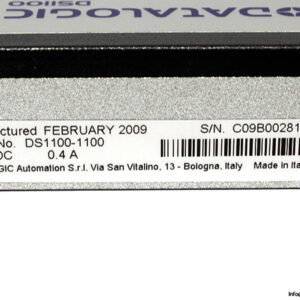 DATALOGIC
DS1100
ctured FEBRUARY 2009 S/N. C09B00281
No. DS1100-1100
DC 0.4 A
GIC Automation S.r.l. Via San Vitalino, 13 - Bologna, Italy Made in Ita